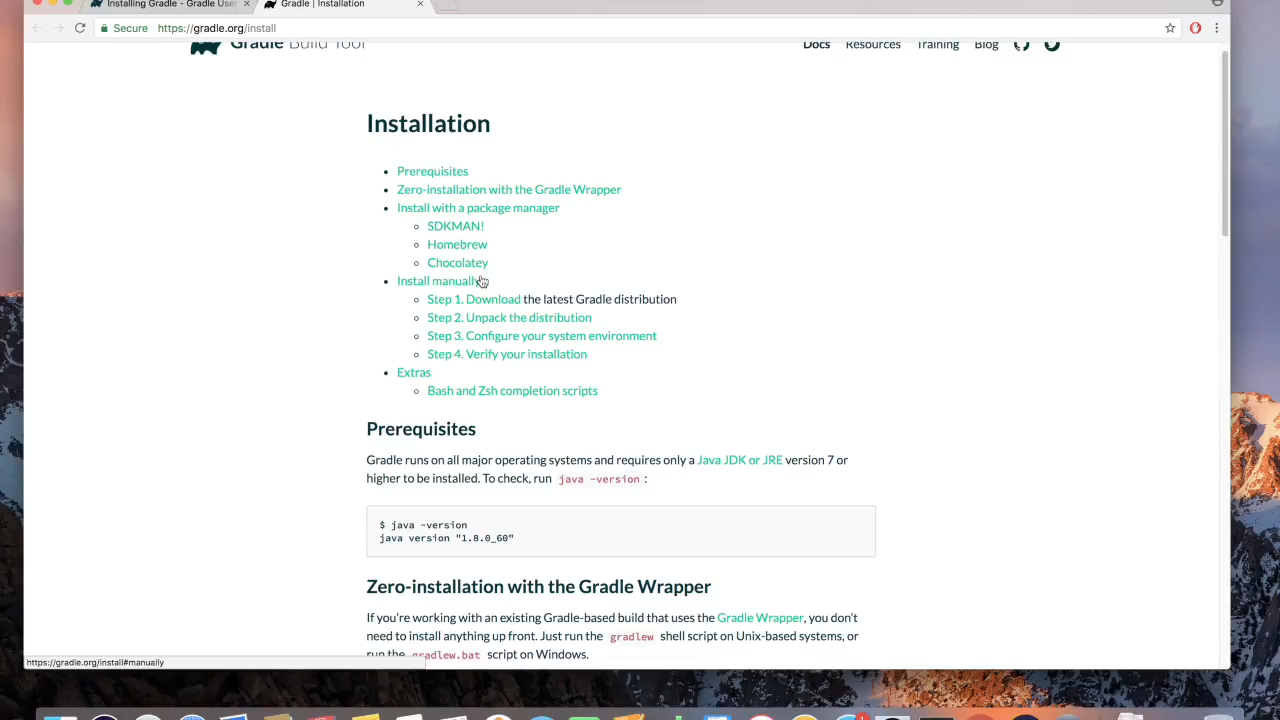 Installing Gradle - Gradle User
Gradle | Installation
Secure https://gradle.org/install
Gradle Build Tool
Docs Resources Training Blog
Installation
Prerequisites
Zero-installation with the Gradle Wrapper
Install with a package manager
SDKMAN!
Homebrew
Chocolatey
Install manually
Step 1. Download the latest Gradle distribution
Step 2. Unpack the distribution
Step 3. Configure your system environment
Step 4. Verify your installation
Extras
Bash and Zsh completion scripts
Prerequisites
Gradle runs on all major operating systems and requires only a Java JDK or JRE version 7 or
higher to be installed. To check, run java -version :
$ java -version
java version "1.8.0_60"
Zero-installation with the Gradle Wrapper
If you're working with an existing Gradle-based build that uses the Gradle Wrapper, you don't
need to install anything up front. Just run the gradlew shell script on Unix-based systems, or
run the gradlew.bat script on Windows.
https://gradle.org/install#manually